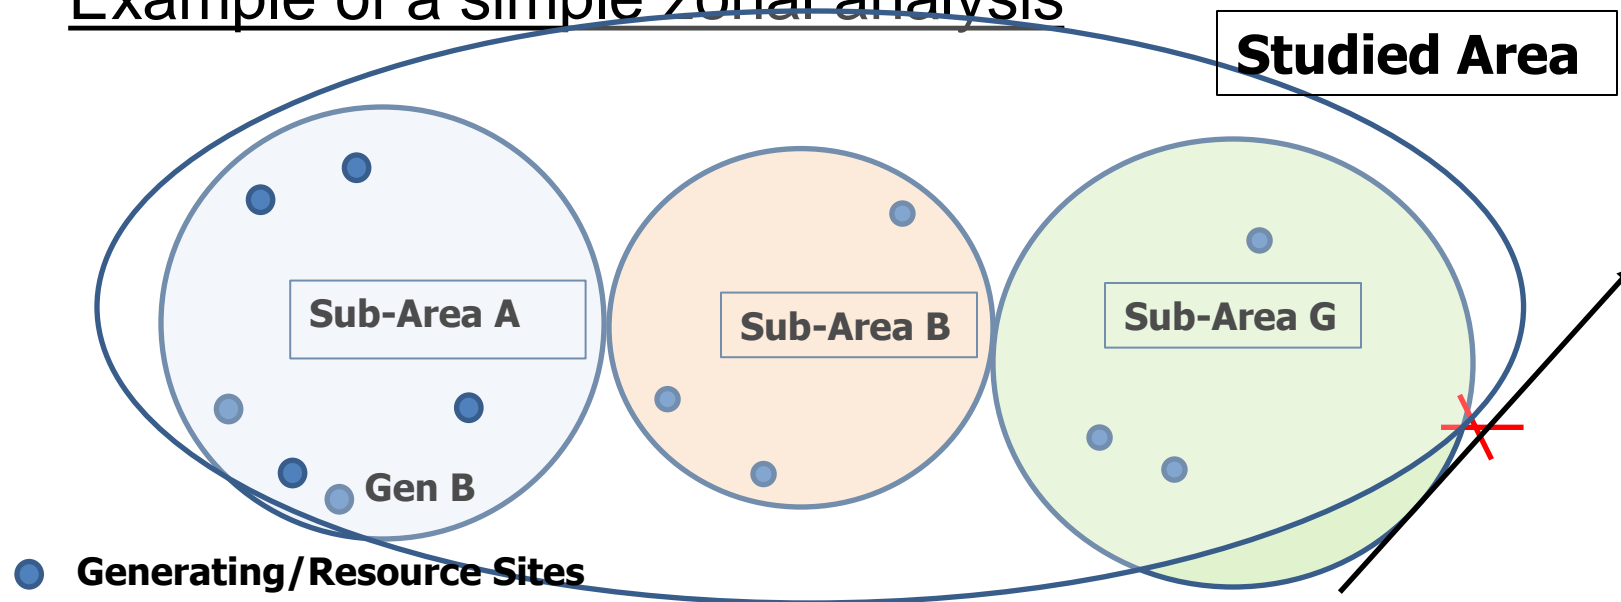 Example of a simple zonal analysis
Studied Area
Sub-Area A
Sub-Area B
Sub-Area G
Gen B
Generating/Resource Sites